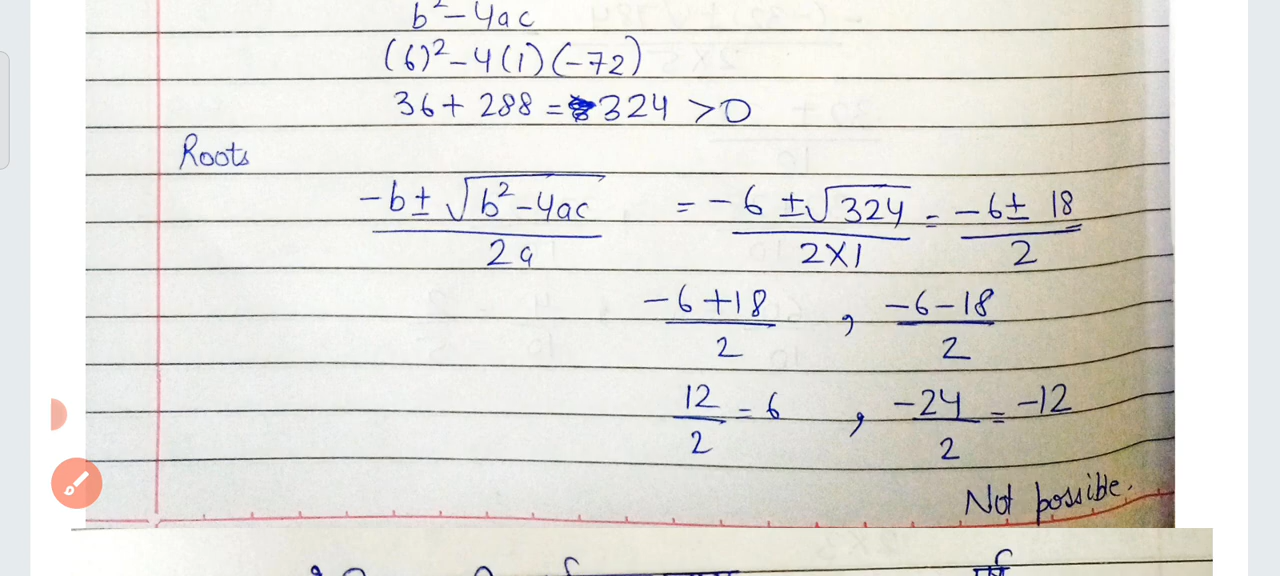 b² - 4ac
(6)² - 4(1)(-72)
36 + 288 = 324 > 0
Roots
-b ± √(b² - 4ac) / 2a = -6 ± √324 / 2×1 = -6 ± 18 / 2
-6 + 18 / 2 , -6 - 18 / 2
12 / 2 = 6 , -24 / 2 = -12
Not possible.